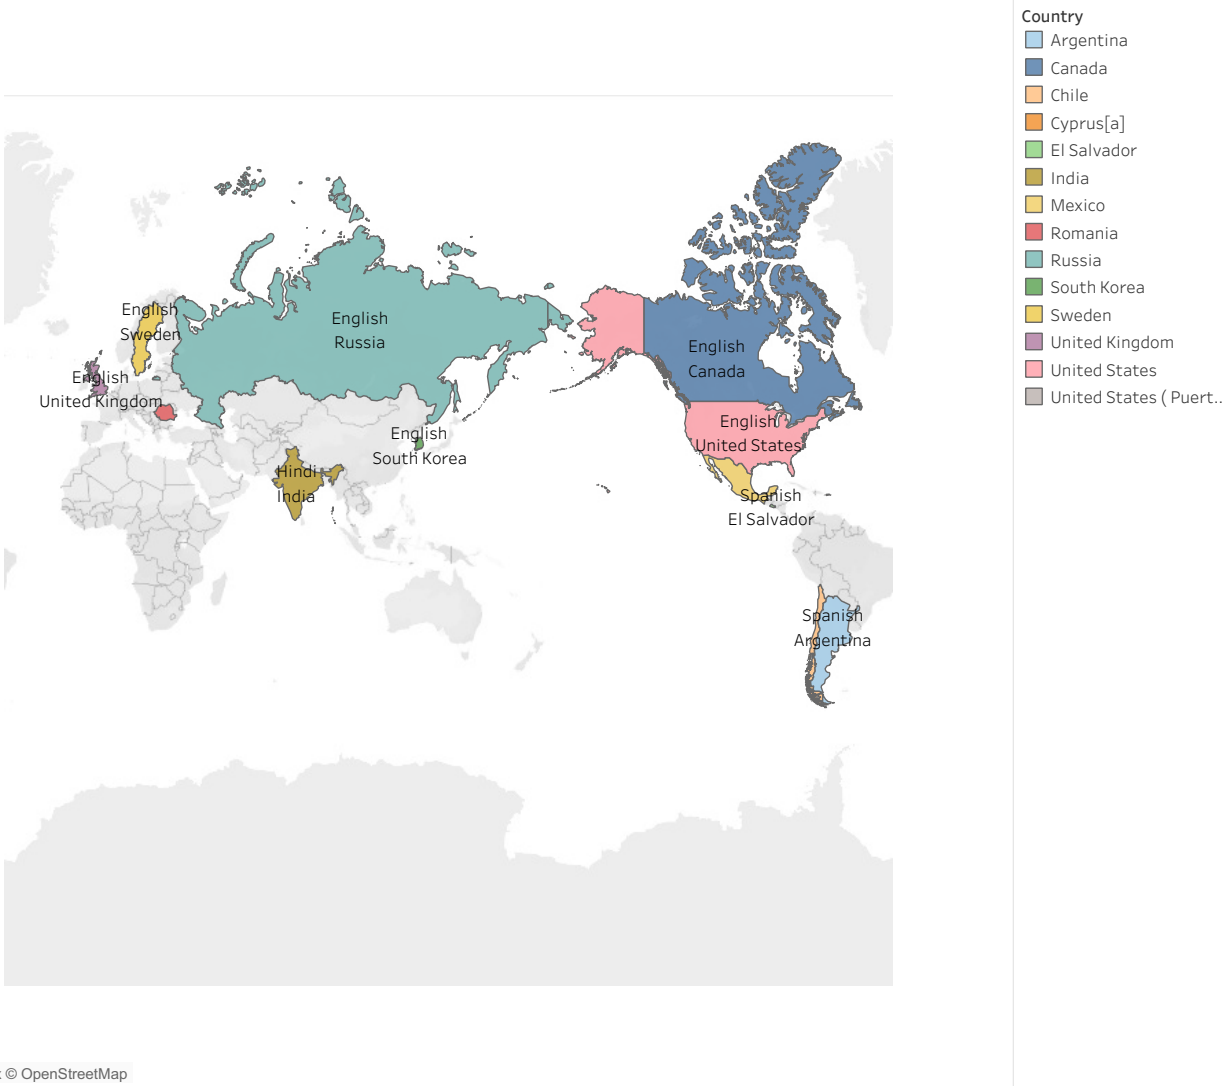 Country
Argentina
Canada
Chile
Cyprus[a]
El Salvador
India
Mexico
Romania
Russia
South Korea
Sweden
United Kingdom
United States
United States ( Puert..
English
Sweden
English
Russia
English
Canada
English
United Kingdom
English
United States
English
South Korea
Hindi
India
Spanish
El Salvador
Spanish
Argentina
© OpenStreetMap